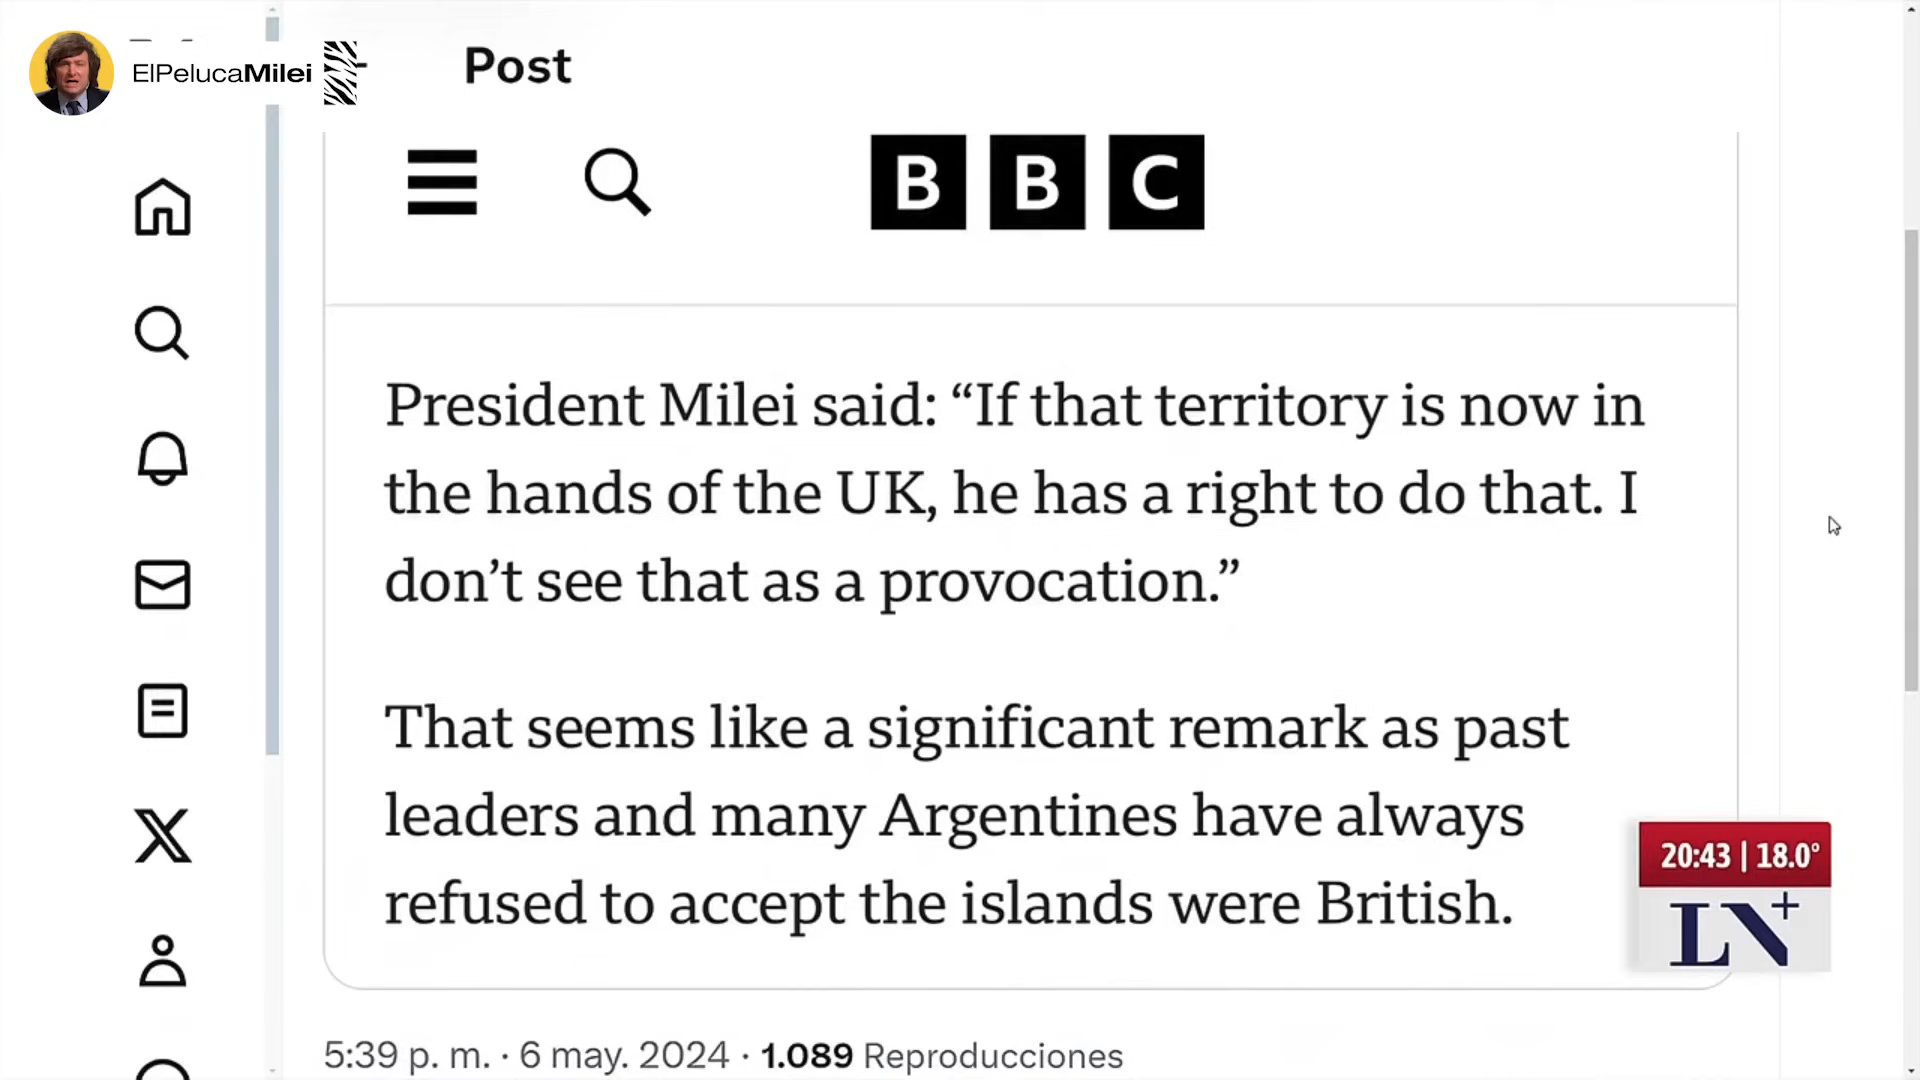 ElPelucaMilei
Post
BBC
President Milei said: “If that territory is now in
the hands of the UK, he has a right to do that. I
don’t see that as a provocation.”
That seems like a significant remark as past
leaders and many Argentines have always
refused to accept the islands were British.
20:43 | 18.0°
LN+
5:39 p. m. · 6 may. 2024 · 1.089 Reproducciones